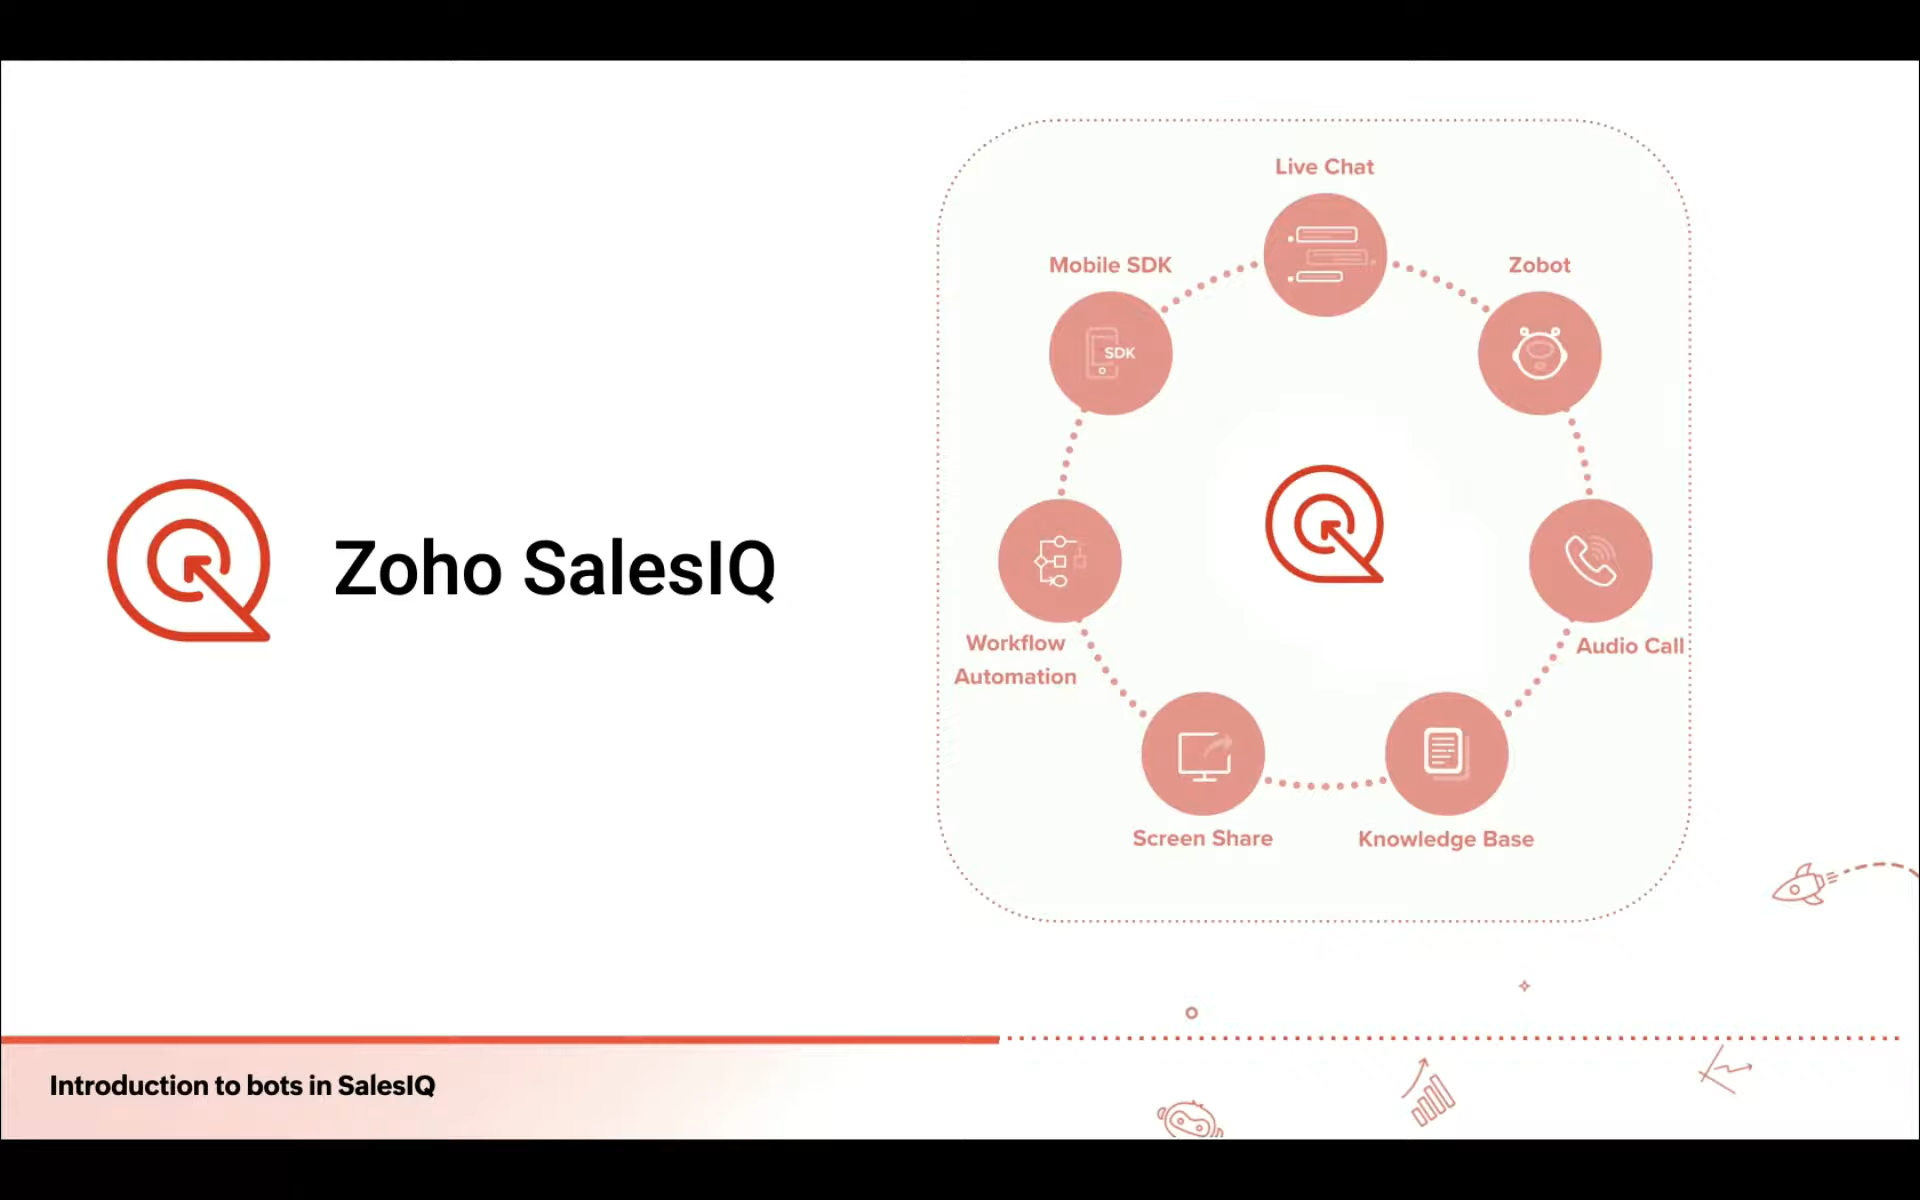 Zoho SalesIQ
Live Chat
Mobile SDK
Zobot
SDK
Workflow
Automation
Audio Call
Screen Share
Knowledge Base
Introduction to bots in SalesIQ